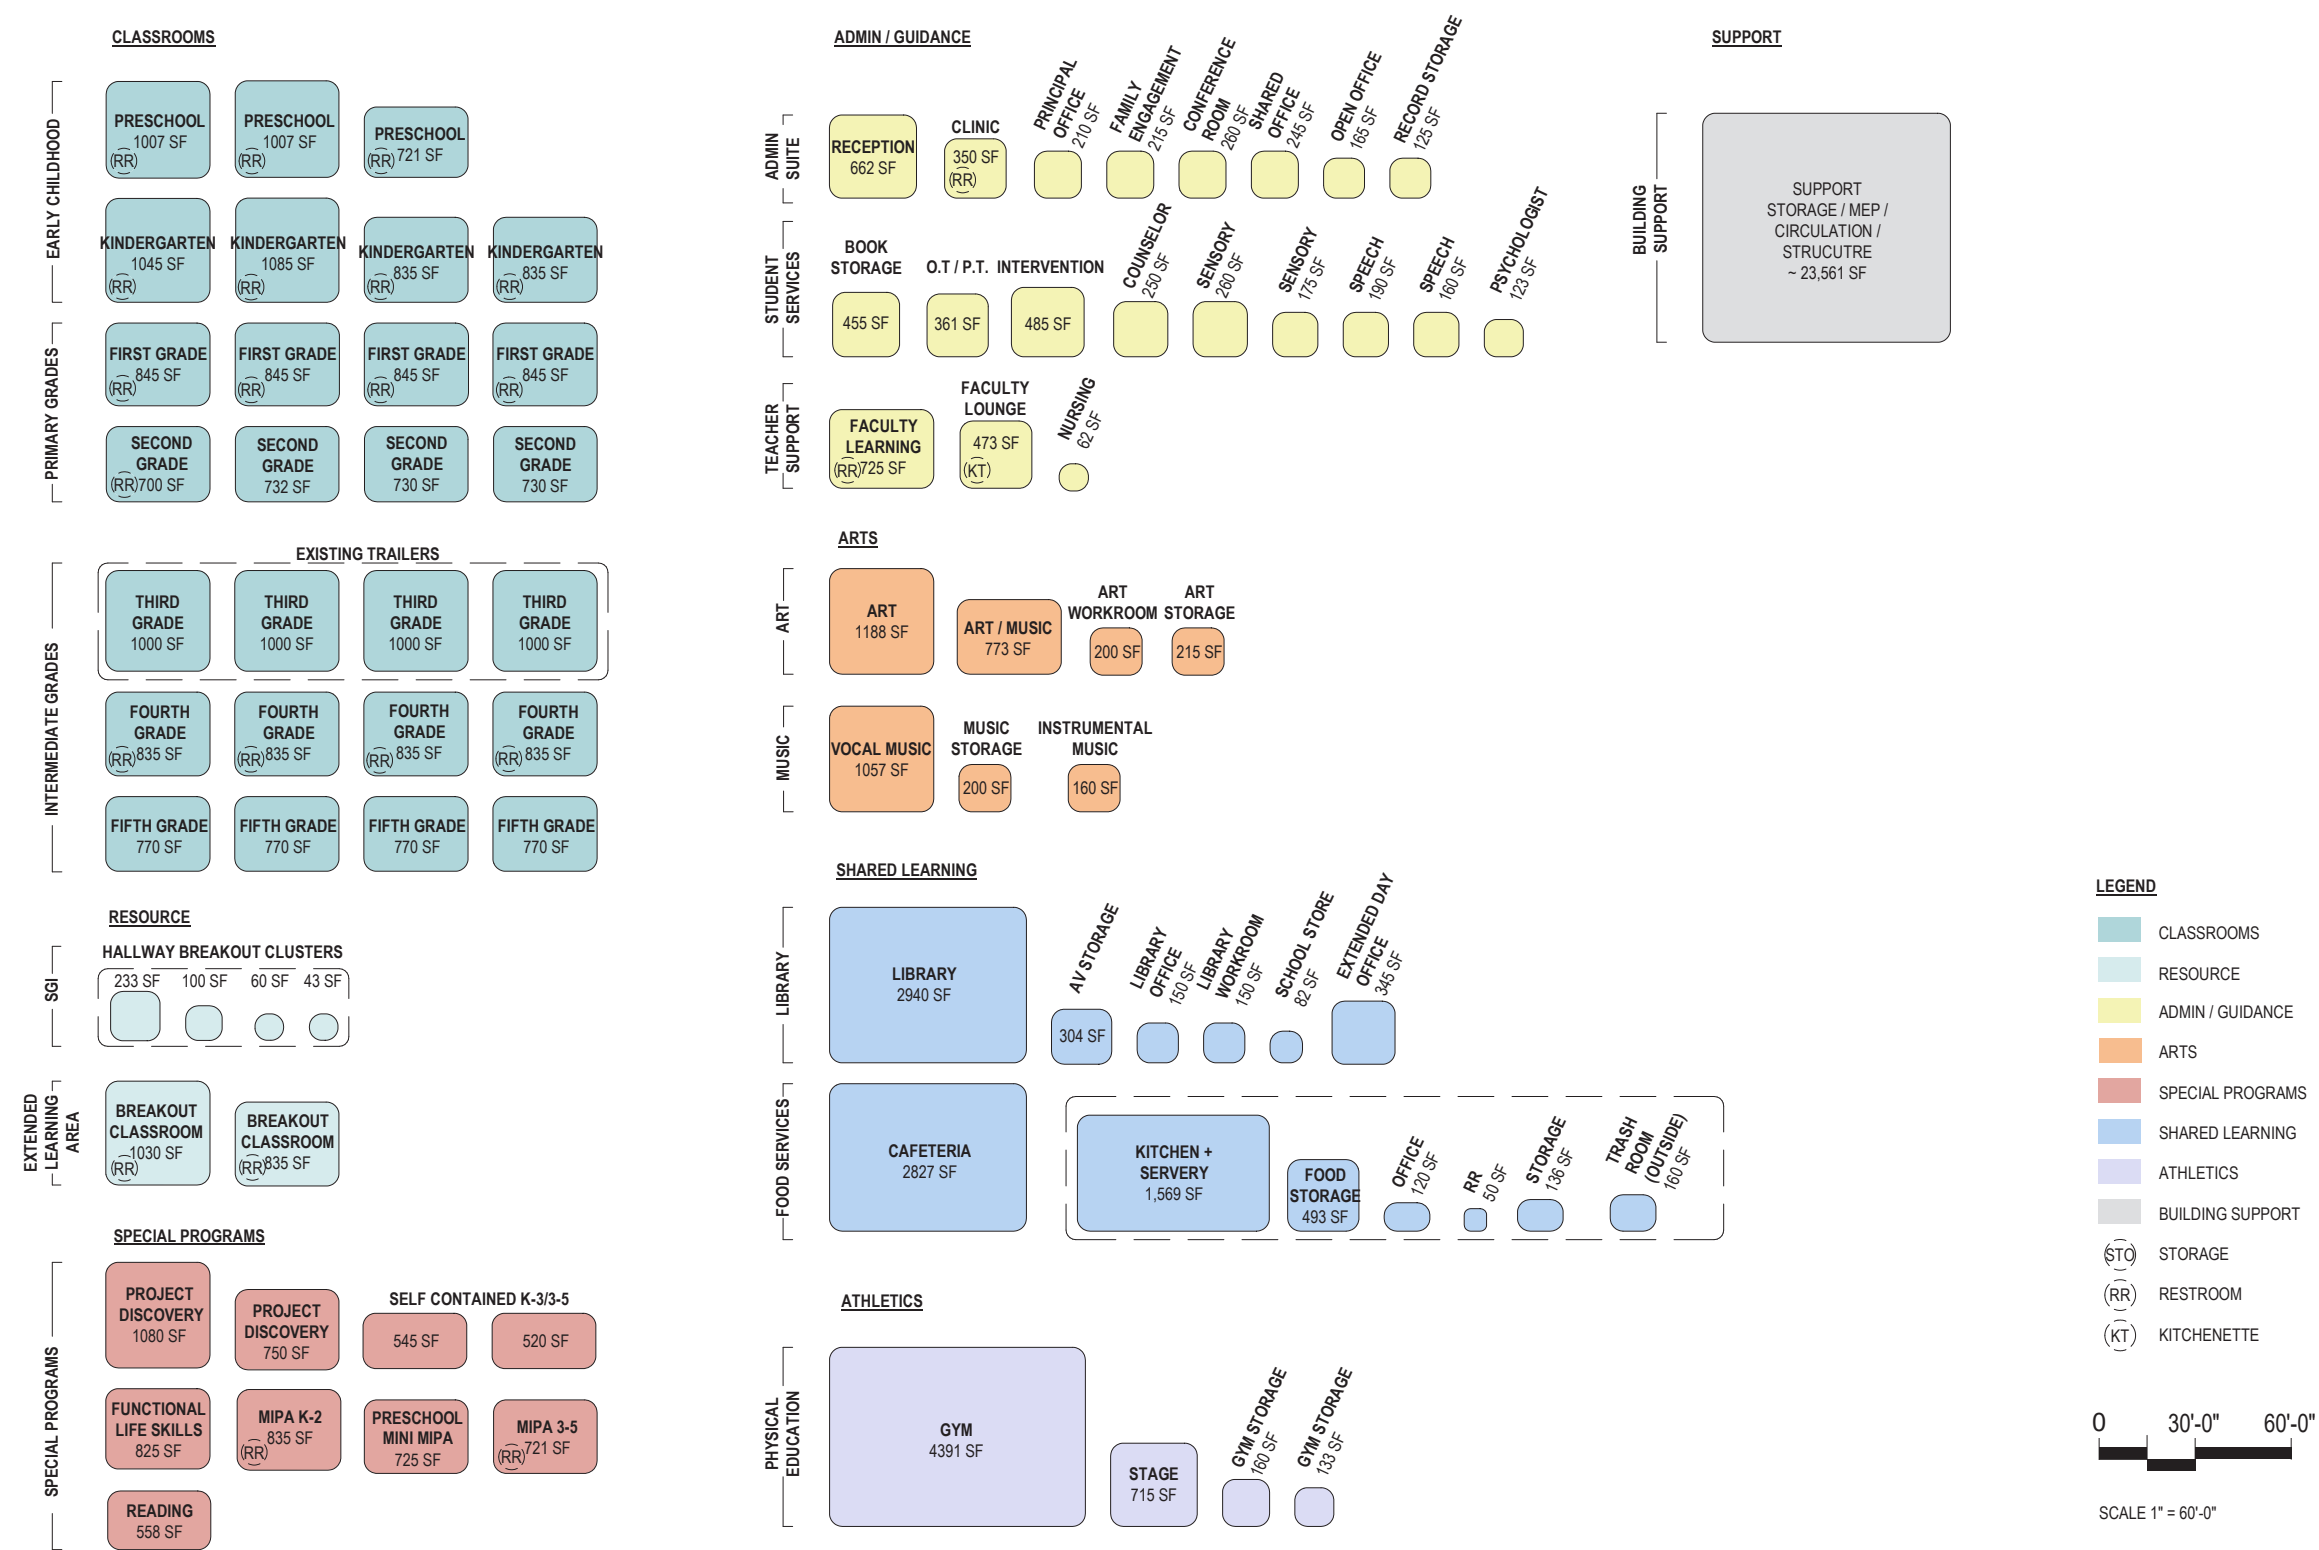 CLASSROOMS
EARLY CHILDHOOD
PRESCHOOL
1007 SF
(RR)
PRESCHOOL
1007 SF
(RR)
PRESCHOOL
(RR) 721 SF
KINDERGARTEN
1045 SF
(RR)
KINDERGARTEN
1085 SF
(RR)
KINDERGARTEN
835 SF
(RR)
KINDERGARTEN
835 SF
(RR)
PRIMARY GRADES
FIRST GRADE
845 SF
(RR)
FIRST GRADE
845 SF
(RR)
FIRST GRADE
845 SF
(RR)
FIRST GRADE
845 SF
(RR)
SECOND
GRADE
(RR) 700 SF
SECOND
GRADE
732 SF
SECOND
GRADE
730 SF
SECOND
GRADE
730 SF
INTERMEDIATE GRADES
EXISTING TRAILERS
THIRD
GRADE
1000 SF
THIRD
GRADE
1000 SF
THIRD
GRADE
1000 SF
THIRD
GRADE
1000 SF
FOURTH
GRADE
(RR) 835 SF
FOURTH
GRADE
(RR) 835 SF
FOURTH
GRADE
(RR) 835 SF
FOURTH
GRADE
(RR) 835 SF
FIFTH GRADE
770 SF
FIFTH GRADE
770 SF
FIFTH GRADE
770 SF
FIFTH GRADE
770 SF
RESOURCE
SGI
HALLWAY BREAKOUT CLUSTERS
233 SF
100 SF
60 SF
43 SF
EXTENDED
LEARNING
AREA
BREAKOUT
CLASSROOM
1030 SF
(RR)
BREAKOUT
CLASSROOM
(RR) 835 SF
SPECIAL PROGRAMS
SPECIAL PROGRAMS
PROJECT
DISCOVERY
1080 SF
PROJECT
DISCOVERY
750 SF
SELF CONTAINED K-3/3-5
545 SF
520 SF
FUNCTIONAL
LIFE SKILLS
825 SF
MIPA K-2
835 SF
(RR)
PRESCHOOL
MINI MIPA
725 SF
MIPA 3-5
721 SF
(RR)
READING
558 SF
ADMIN / GUIDANCE
ADMIN
SUITE
RECEPTION
662 SF
CLINIC
350 SF
(RR)
PRINCIPAL
OFFICE
210 SF
FAMILY
ENGAGEMENT
215 SF
CONFERENCE
ROOM
260 SF
SHARED
OFFICE
245 SF
OPEN OFFICE
165 SF
RECORD STORAGE
125 SF
STUDENT
SERVICES
BOOK
STORAGE
455 SF
O.T / P.T.
361 SF
INTERVENTION
485 SF
COUNSELOR
250 SF
SENSORY
260 SF
SENSORY
175 SF
SPEECH
190 SF
SPEECH
160 SF
PSYCHOLOGIST
123 SF
TEACHER
SUPPORT
FACULTY
LEARNING
(RR) 725 SF
FACULTY
LOUNGE
473 SF
(KT)
NURSING
62 SF
ARTS
ART
ART
1188 SF
ART / MUSIC
773 SF
ART
WORKROOM
200 SF
ART
STORAGE
215 SF
MUSIC
VOCAL MUSIC
1057 SF
MUSIC
STORAGE
200 SF
INSTRUMENTAL
MUSIC
160 SF
SHARED LEARNING
LIBRARY
LIBRARY
2940 SF
AV STORAGE
304 SF
LIBRARY
OFFICE
150 SF
LIBRARY
WORKROOM
150 SF
SCHOOL STORE
82 SF
EXTENDED DAY
OFFICE
345 SF
FOOD SERVICES
CAFETERIA
2827 SF
KITCHEN +
SERVERY
1,569 SF
FOOD
STORAGE
493 SF
OFFICE
120 SF
RR
50 SF
STORAGE
136 SF
TRASH
ROOM
(OUTSIDE)
160 SF
ATHLETICS
PHYSICAL
EDUCATION
GYM
4391 SF
STAGE
715 SF
GYM STORAGE
160 SF
GYM STORAGE
133 SF
SUPPORT
BUILDING
SUPPORT
SUPPORT
STORAGE / MEP /
CIRCULATION /
STRUCUTRE
~ 23,561 SF
LEGEND
CLASSROOMS
RESOURCE
ADMIN / GUIDANCE
ARTS
SPECIAL PROGRAMS
SHARED LEARNING
ATHLETICS
BUILDING SUPPORT
(STO) STORAGE
(RR) RESTROOM
(KT) KITCHENETTE
0 30'-0" 60'-0"
SCALE 1" = 60'-0"